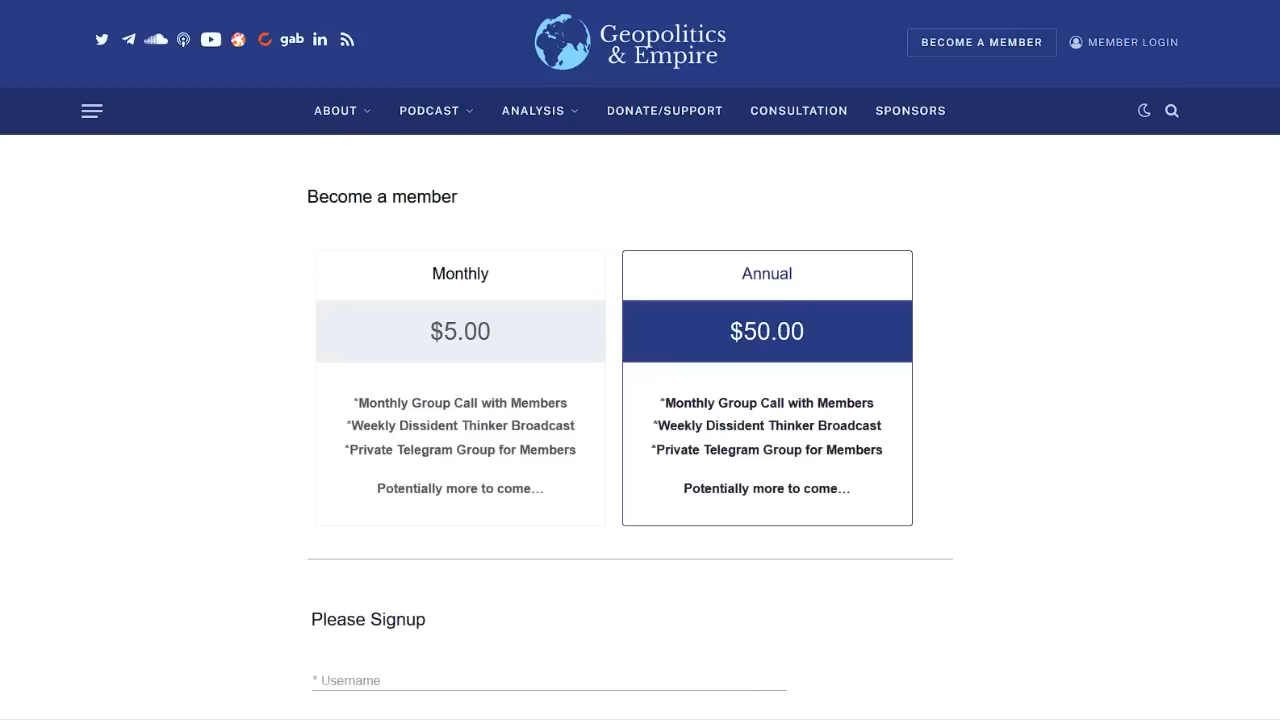 gab
Geopolitics
& Empire
BECOME A MEMBER
MEMBER LOGIN
ABOUT
PODCAST
ANALYSIS
DONATE/SUPPORT
CONSULTATION
SPONSORS
Become a member
Monthly
$5.00
*Monthly Group Call with Members
*Weekly Dissident Thinker Broadcast
*Private Telegram Group for Members
Potentially more to come…
Annual
$50.00
*Monthly Group Call with Members
*Weekly Dissident Thinker Broadcast
*Private Telegram Group for Members
Potentially more to come…
Please Signup
* Username